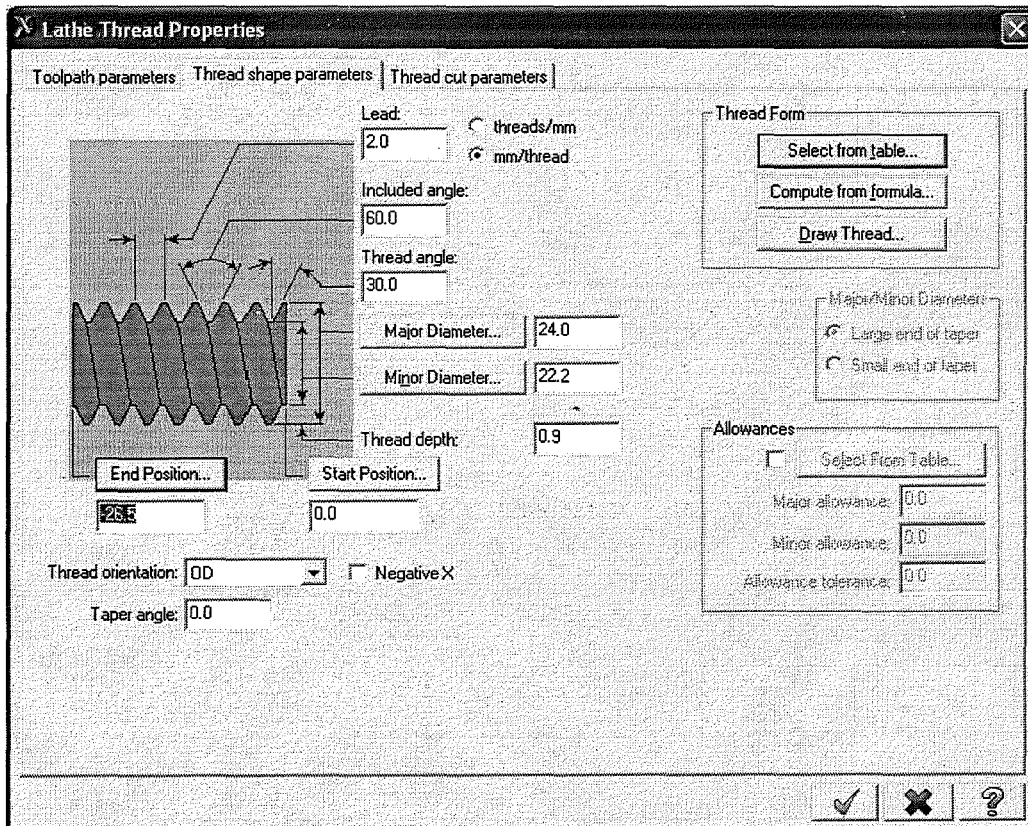 Lathe Thread Properties
Toolpath parameters
Thread shape parameters
Thread cut parameters
Lead:
2.0
threads/mm
mm/thread
Included angle:
60.0
Thread angle:
30.0
Major Diameter...
24.0
Minor Diameter...
22.2
Thread depth:
0.9
End Position...
-26.5
Start Position...
0.0
Thread orientation:
OD
Negative X
Taper angle:
0.0
Thread Form
Select from table...
Compute from formula...
Draw Thread...
Major/Minor Diameters
Large end of taper
Small end of taper
Allowances
Select From Table...
Major allowance:
0.0
Minor allowance:
0.0
Allowance tolerance:
0.0